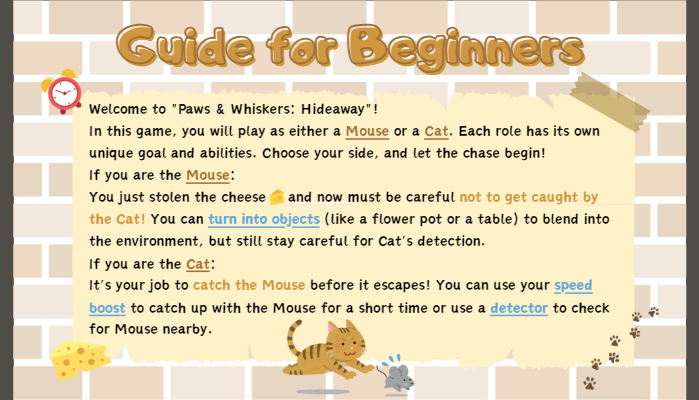 Guide for Beginners
Welcome to "Paws & Whiskers: Hideaway"!
In this game, you will play as either a Mouse or a Cat. Each role has its own
unique goal and abilities. Choose your side, and let the chase begin!
If you are the Mouse:
You just stolen the cheese 🧀 and now must be careful not to get caught by
the Cat! You can turn into objects (like a flower pot or a table) to blend into
the environment, but still stay careful for Cat's detection.
If you are the Cat:
It's your job to catch the Mouse before it escapes! You can use your speed
boost to catch up with the Mouse for a short time or use a detector to check
for Mouse nearby.